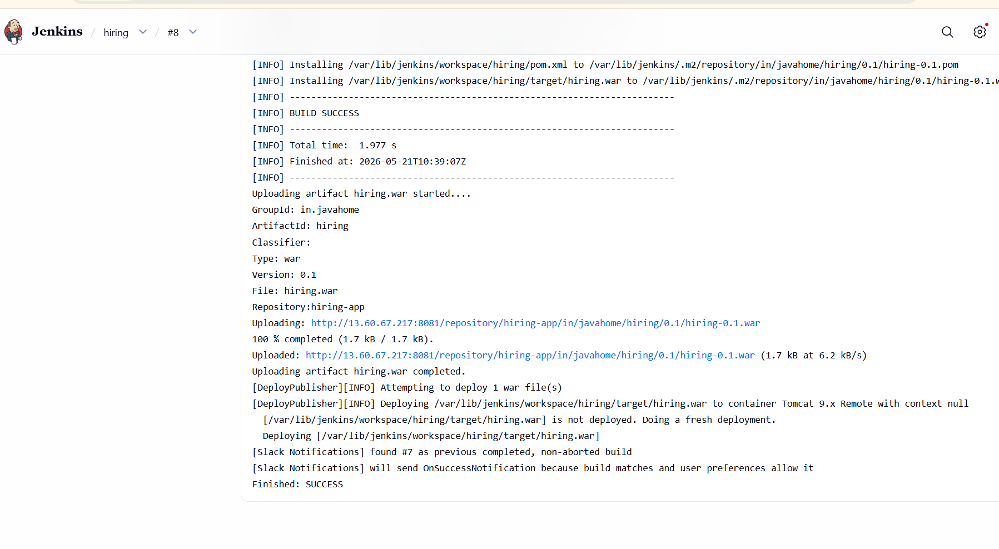 Jenkins / hiring / #8
[INFO] Installing /var/lib/jenkins/workspace/hiring/pom.xml to /var/lib/jenkins/.m2/repository/in/javahome/hiring/0.1/hiring-0.1.pom
[INFO] Installing /var/lib/jenkins/workspace/hiring/target/hiring.war to /var/lib/jenkins/.m2/repository/in/javahome/hiring/0.1/hiring-0.1.w
[INFO] ------------------------------------------------------------------------
[INFO] BUILD SUCCESS
[INFO] ------------------------------------------------------------------------
[INFO] Total time:  1.977 s
[INFO] Finished at: 2026-05-21T10:39:07Z
[INFO] ------------------------------------------------------------------------
Uploading artifact hiring.war started....
GroupId: in.javahome
ArtifactId: hiring
Classifier:
Type: war
Version: 0.1
File: hiring.war
Repository:hiring-app
Uploading: http://13.60.67.217:8081/repository/hiring-app/in/javahome/hiring/0.1/hiring-0.1.war
100 % completed (1.7 kB / 1.7 kB).
Uploaded: http://13.60.67.217:8081/repository/hiring-app/in/javahome/hiring/0.1/hiring-0.1.war (1.7 kB at 6.2 kB/s)
Uploading artifact hiring.war completed.
[DeployPublisher][INFO] Attempting to deploy 1 war file(s)
[DeployPublisher][INFO] Deploying /var/lib/jenkins/workspace/hiring/target/hiring.war to container Tomcat 9.x Remote with context null
  [/var/lib/jenkins/workspace/hiring/target/hiring.war] is not deployed. Doing a fresh deployment.
  Deploying [/var/lib/jenkins/workspace/hiring/target/hiring.war]
[Slack Notifications] found #7 as previous completed, non-aborted build
[Slack Notifications] will send OnSuccessNotification because build matches and user preferences allow it
Finished: SUCCESS